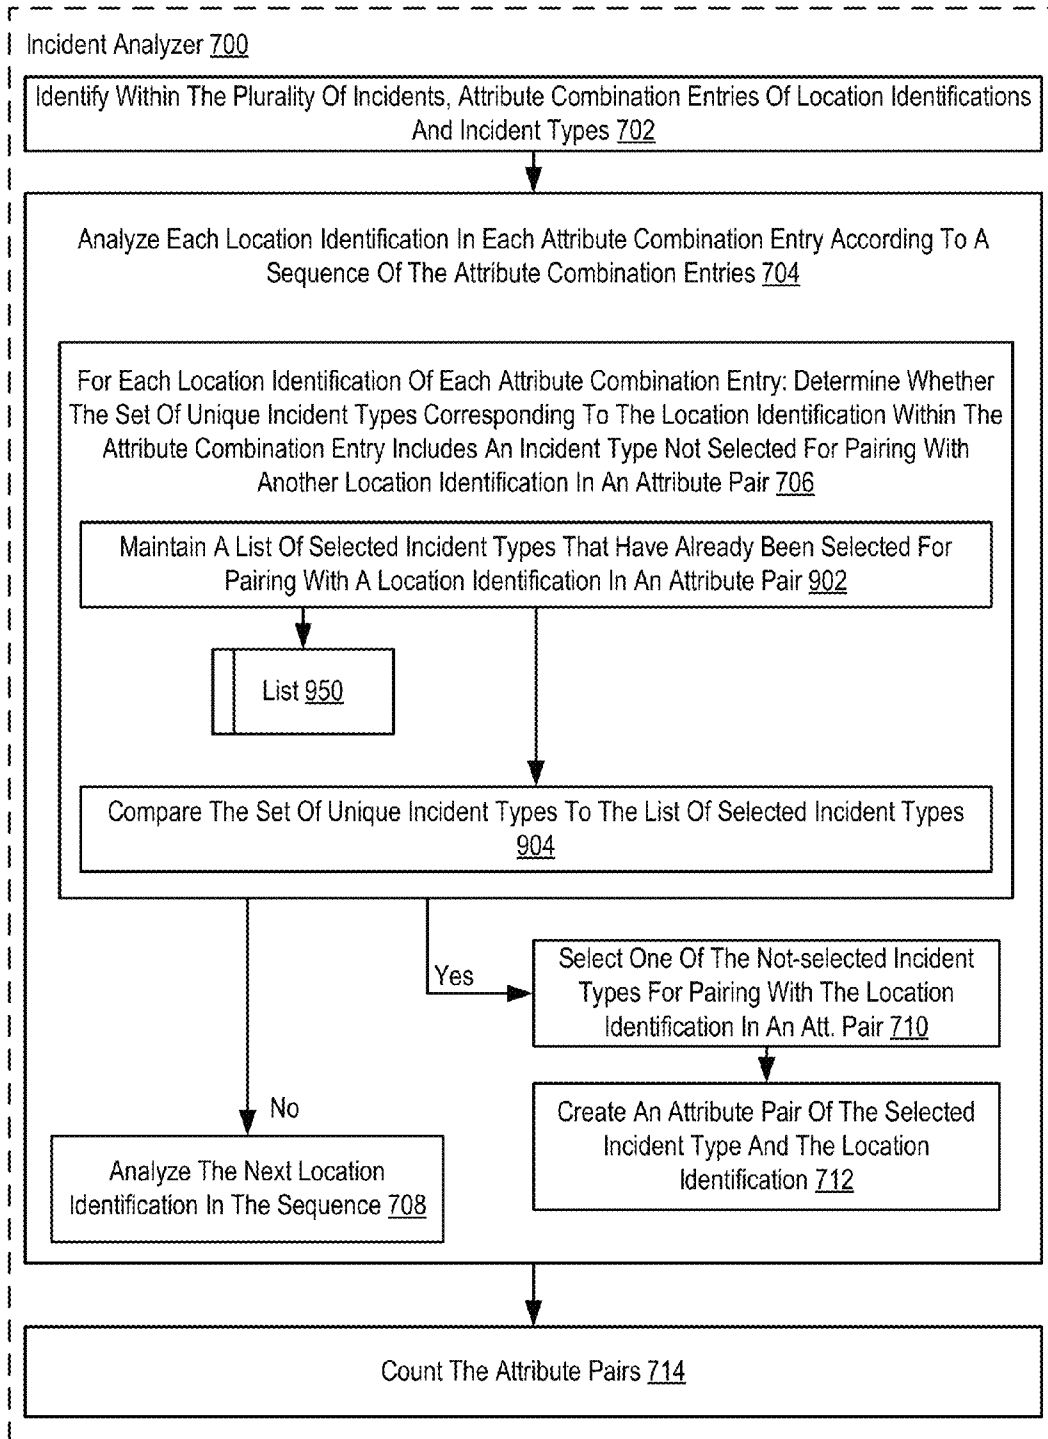 Incident Analyzer 700
Identify Within The Plurality Of Incidents, Attribute Combination Entries Of Location Identifications
And Incident Types 702
Analyze Each Location Identification In Each Attribute Combination Entry According To A
Sequence Of The Attribute Combination Entries 704
For Each Location Identification Of Each Attribute Combination Entry: Determine Whether
The Set Of Unique Incident Types Corresponding To The Location Identification Within The
Attribute Combination Entry Includes An Incident Type Not Selected For Pairing With
Another Location Identification In An Attribute Pair 706
Maintain A List Of Selected Incident Types That Have Already Been Selected For
Pairing With A Location Identification In An Attribute Pair 902
List 950
Compare The Set Of Unique Incident Types To The List Of Selected Incident Types
904
Yes
Select One Of The Not-selected Incident
Types For Pairing With The Location
Identification In An Att. Pair 710
No
Create An Attribute Pair Of The Selected
Incident Type And The Location
Identification 712
Analyze The Next Location
Identification In The Sequence 708
Count The Attribute Pairs 714